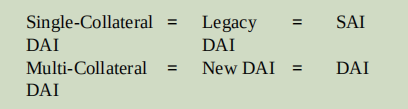 Single-Collateral = Legacy = SAI
DAI DAI
Multi-Collateral = New DAI = DAI
DAI